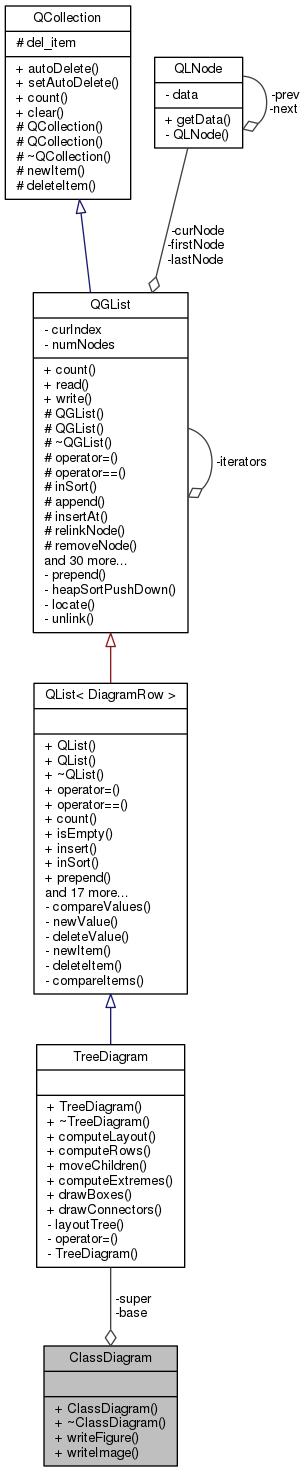 QCollection
# del_item
+ autoDelete()
+ setAutoDelete()
+ count()
+ clear()
# QCollection()
# QCollection()
# ~QCollection()
# newItem()
# deleteItem()
QLNode
- data
+ getData()
- QLNode()
-prev
-next
-curNode
-firstNode
-lastNode
QGList
- curIndex
- numNodes
+ count()
+ read()
+ write()
# QGList()
# QGList()
# ~QGList()
# operator=()
# operator==()
# inSort()
# append()
# insertAt()
# relinkNode()
# removeNode()
and 30 more...
- prepend()
- heapSortPushDown()
- locate()
- unlink()
-iterators
QList< DiagramRow >
+ QList()
+ QList()
+ ~QList()
+ operator=()
+ operator==()
+ count()
+ isEmpty()
+ insert()
+ inSort()
+ prepend()
and 17 more...
- compareValues()
- newValue()
- deleteValue()
- newItem()
- deleteItem()
- compareItems()
TreeDiagram
+ TreeDiagram()
+ ~TreeDiagram()
+ computeLayout()
+ computeRows()
+ moveChildren()
+ computeExtremes()
+ drawBoxes()
+ drawConnectors()
- layoutTree()
- operator=()
- TreeDiagram()
-super
-base
ClassDiagram
+ ClassDiagram()
+ ~ClassDiagram()
+ writeFigure()
+ writeImage()